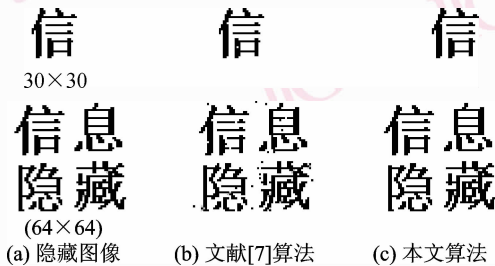 信 信 信
30×30
信息 信息 信息
隐藏 隐藏 隐藏
(64×64)
(a) 隐藏图像 (b) 文献[7]算法 (c) 本文算法